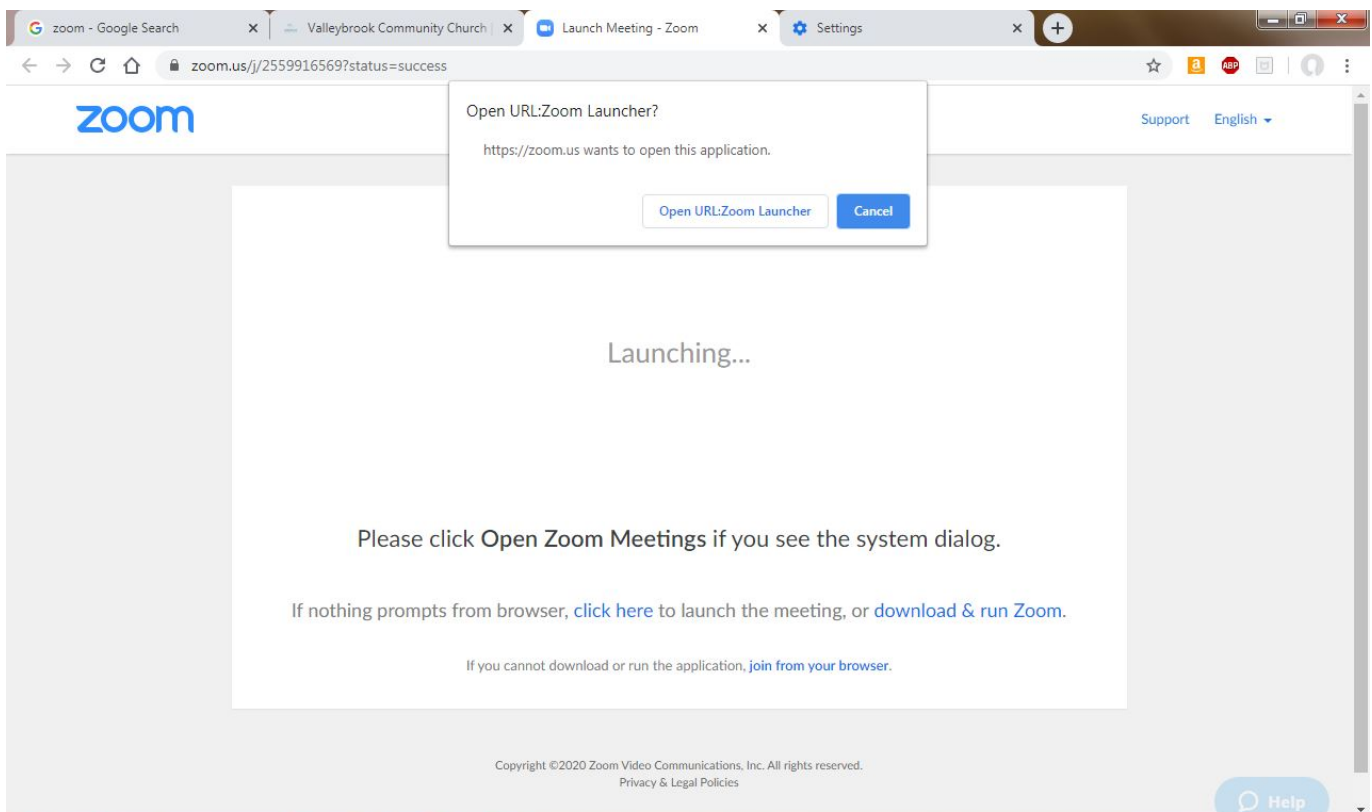 zoom - Google Search
Valleybrook Community Church |
Launch Meeting - Zoom
Settings
zoom.us/j/2559916569?status=success
a
ABP
zoom
Support
English
Open URL:Zoom Launcher?
https://zoom.us wants to open this application.
Open URL:Zoom Launcher
Cancel
Launching...
Please click Open Zoom Meetings if you see the system dialog.
If nothing prompts from browser, click here to launch the meeting, or download & run Zoom.
If you cannot download or run the application, join from your browser.
Copyright ©2020 Zoom Video Communications, Inc. All rights reserved.
Privacy & Legal Policies
Help